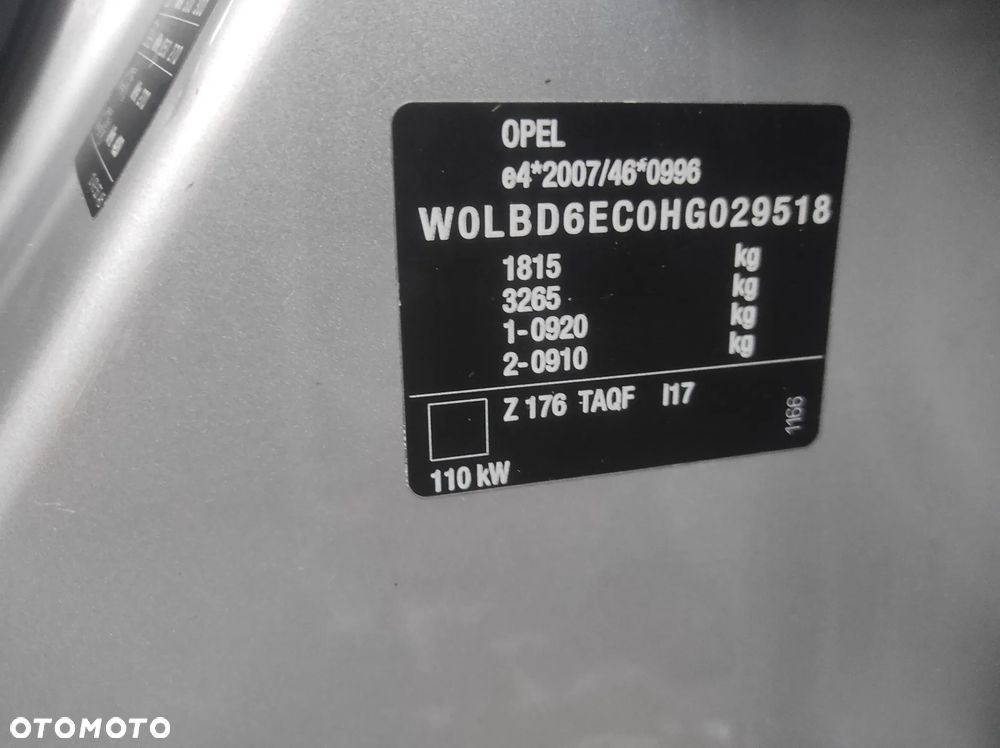 OPEL
e4*2007/46*0996
W0LBD6EC0HG029518
1815 kg
3265 kg
1-0920 kg
2-0910 kg
Z 176 TAQF I17
1166
110 kW
OTOMOTO